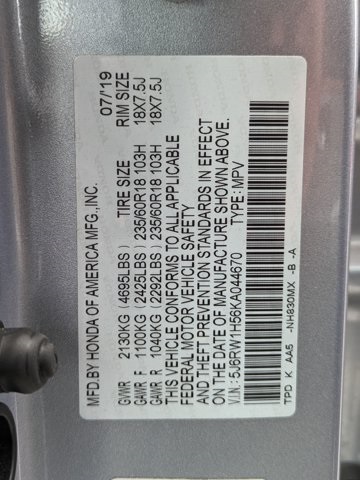 MFD.BY HONDA OF AMERICA MFG.,INC. 07/'19
TIRE SIZE RIM SIZE
GVWR 2130KG (4695LBS)
GAWR F 1100KG (2425LBS) 235/60R18 103H 18X7.5J
GAWR R 1040KG (2292LBS) 235/60R18 103H 18X7.5J
THIS VEHICLE CONFORMS TO ALL APPLICABLE
FEDERAL MOTOR VEHICLE SAFETY
AND THEFT PREVENTION STANDARDS IN EFFECT
ON THE DATE OF MANUFACTURE SHOWN ABOVE.
V.I.N: 5J6RW1H56KA044670 TYPE: MPV
TPD K AA5 -NH830MX -B -A